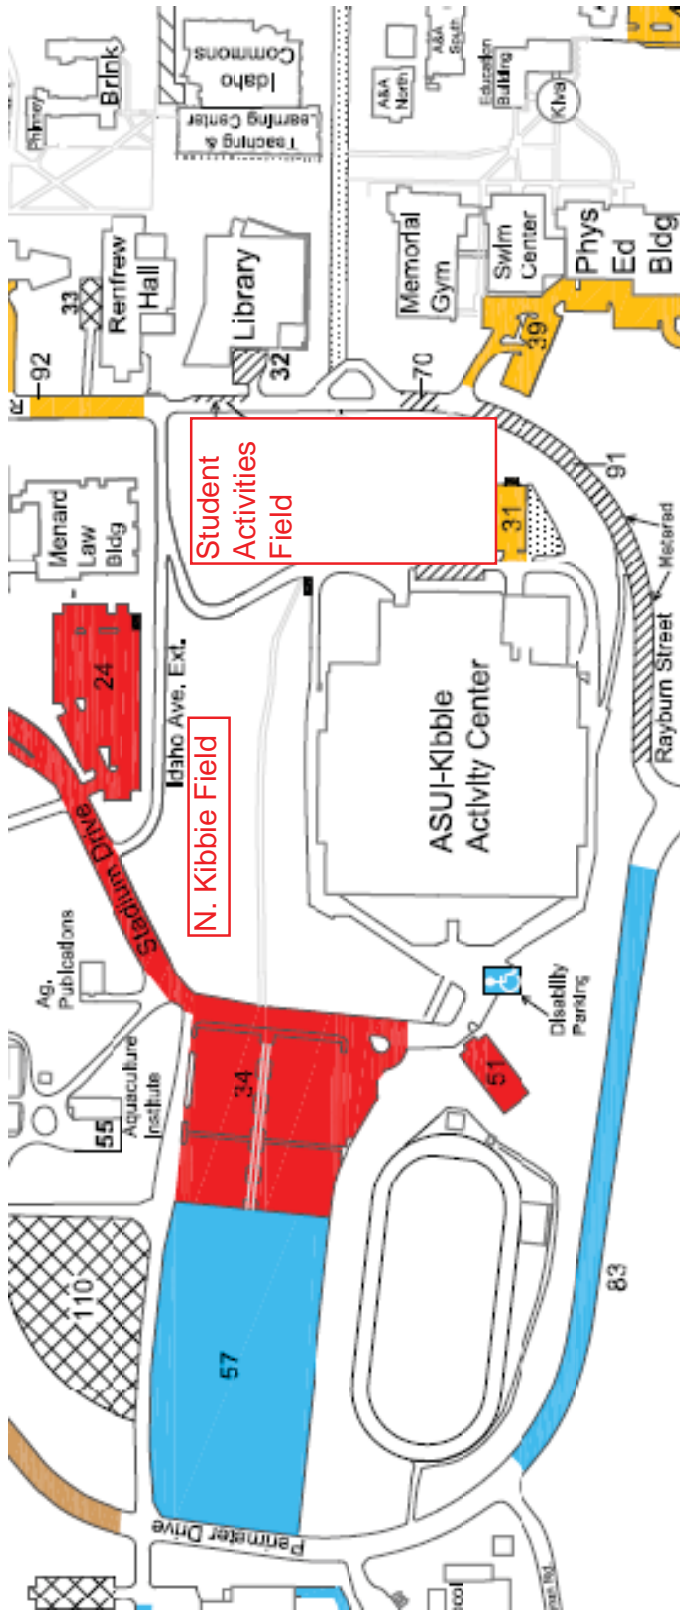 Phinney
Brink
Idaho
Commons
Teaching &
Learning Center
A&A
North
A&A
South
Education
Building
Kiva
33
Renfrew
Hall
Library
32
Memorial
Gym
Swim
Center
Phys
Ed
Bldg
92
70
39
R
Menard
Law
Bldg
Student
Activities
Field
31
91
Metered
24
Idaho Ave. Ext.
Rayburn Street
Stadium Drive
N. Kibbie Field
ASUI-Kibbie
Activity Center
Ag.
Publications
Disability
Parking
55
Aquaculture
Institute
34
51
110
57
83
Perimeter Drive